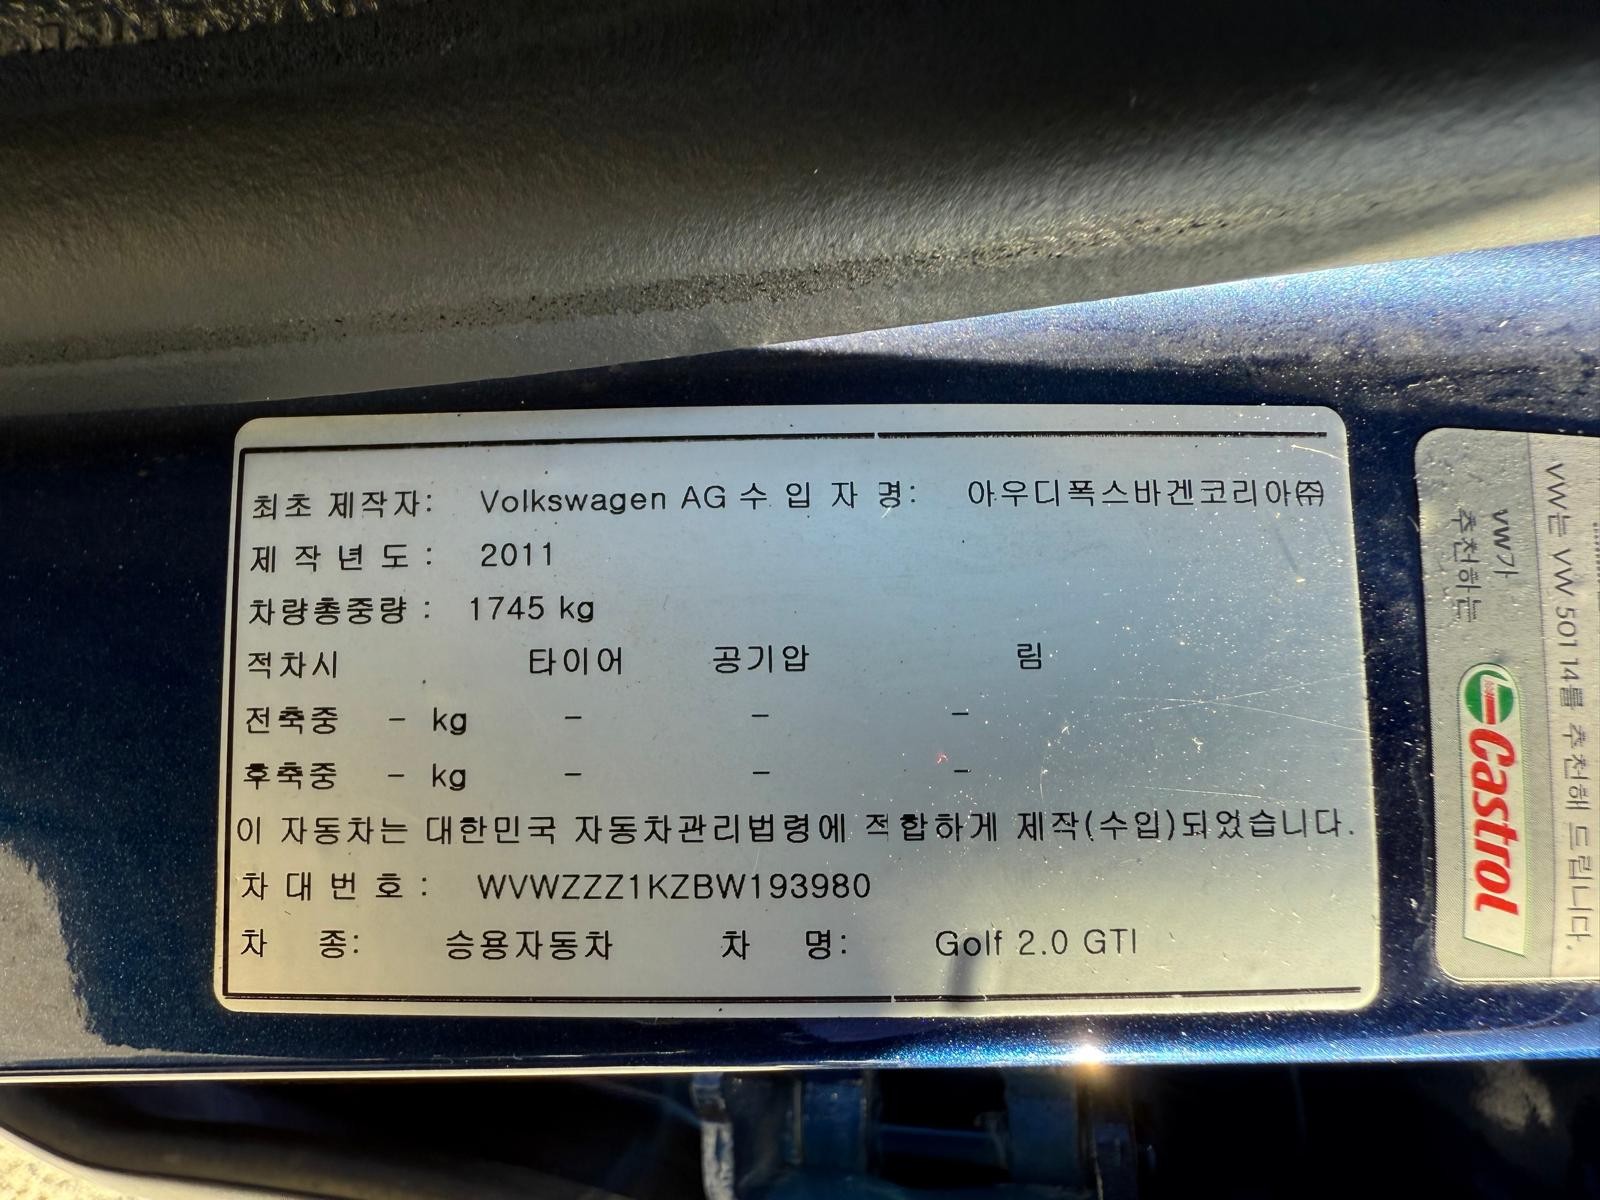 최초 제작자: Volkswagen AG 수 입 자 명: 아우디폭스바겐코리아㈜
제 작 년 도 : 2011
차량총중량 : 1745 kg
적차시 타이어 공기압 림
전축중 - kg - - -
후축중 - kg - - -
이 자동차는 대한민국 자동차관리법령에 적합하게 제작(수입)되었습니다.
차 대 번 호 : WVWZZZ1KZBW193980
차 종: 승용자동차 차 명: Golf 2.0 GTI
VW는 VW 501 14를 추천해 드립니다.
VW가
추천하는
Castrol